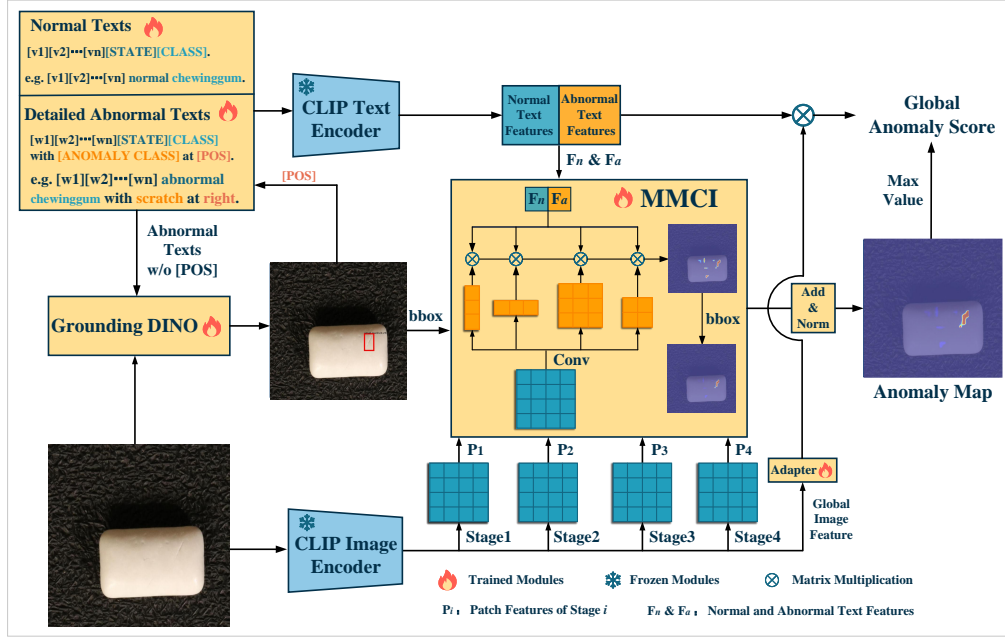 Normal Texts
[v1][v2]•••[vn][STATE][CLASS].
e.g. [v1][v2]•••[vn] normal chewinggum.
Detailed Abnormal Texts
[w1][w2]•••[wn][STATE][CLASS]
with [ANOMALY CLASS] at [POS].
e.g. [w1][w2]•••[wn] abnormal
chewinggum with scratch at right.
CLIP Text
Encoder
Normal
Text
Features
Abnormal
Text
Features
Global
Anomaly Score
Fn & Fa
[POS]
Fn Fa
MMCI
Max
Value
Abnormal
Texts
w/o [POS]
Grounding DINO
bbox
bbox
Add
&
Norm
Conv
Anomaly Map
P1
P2
P3
P4
Adapter
Global
Image
Feature
Stage1
Stage2
Stage3
Stage4
CLIP Image
Encoder
Trained Modules
Frozen Modules
Matrix Multiplication
Pi： Patch Features of Stage i
Fn & Fa： Normal and Abnormal Text Features